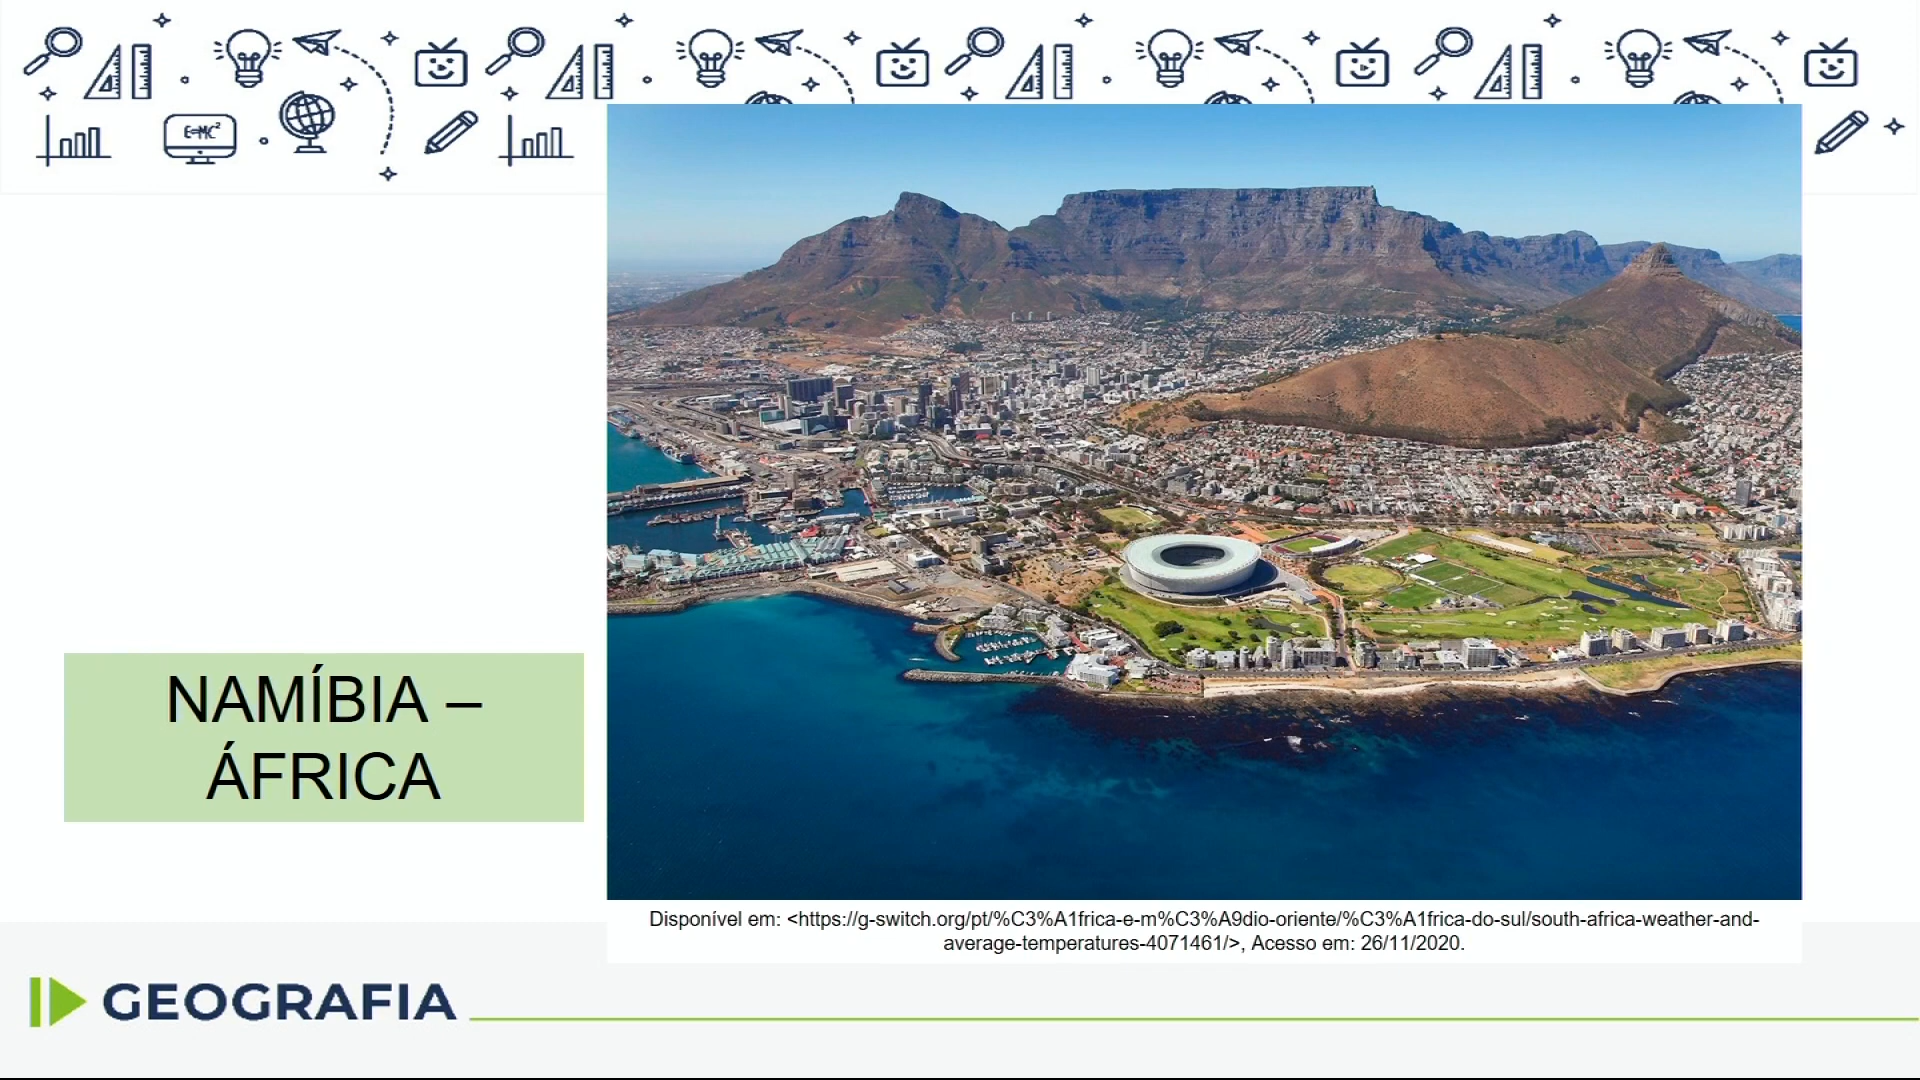 E=MC²
NAMÍBIA –
ÁFRICA
Disponível em: <https://g-switch.org/pt/%C3%A1frica-e-m%C3%A9dio-oriente/%C3%A1frica-do-sul/south-africa-weather-and-
average-temperatures-4071461/>, Acesso em: 26/11/2020.
GEOGRAFIA